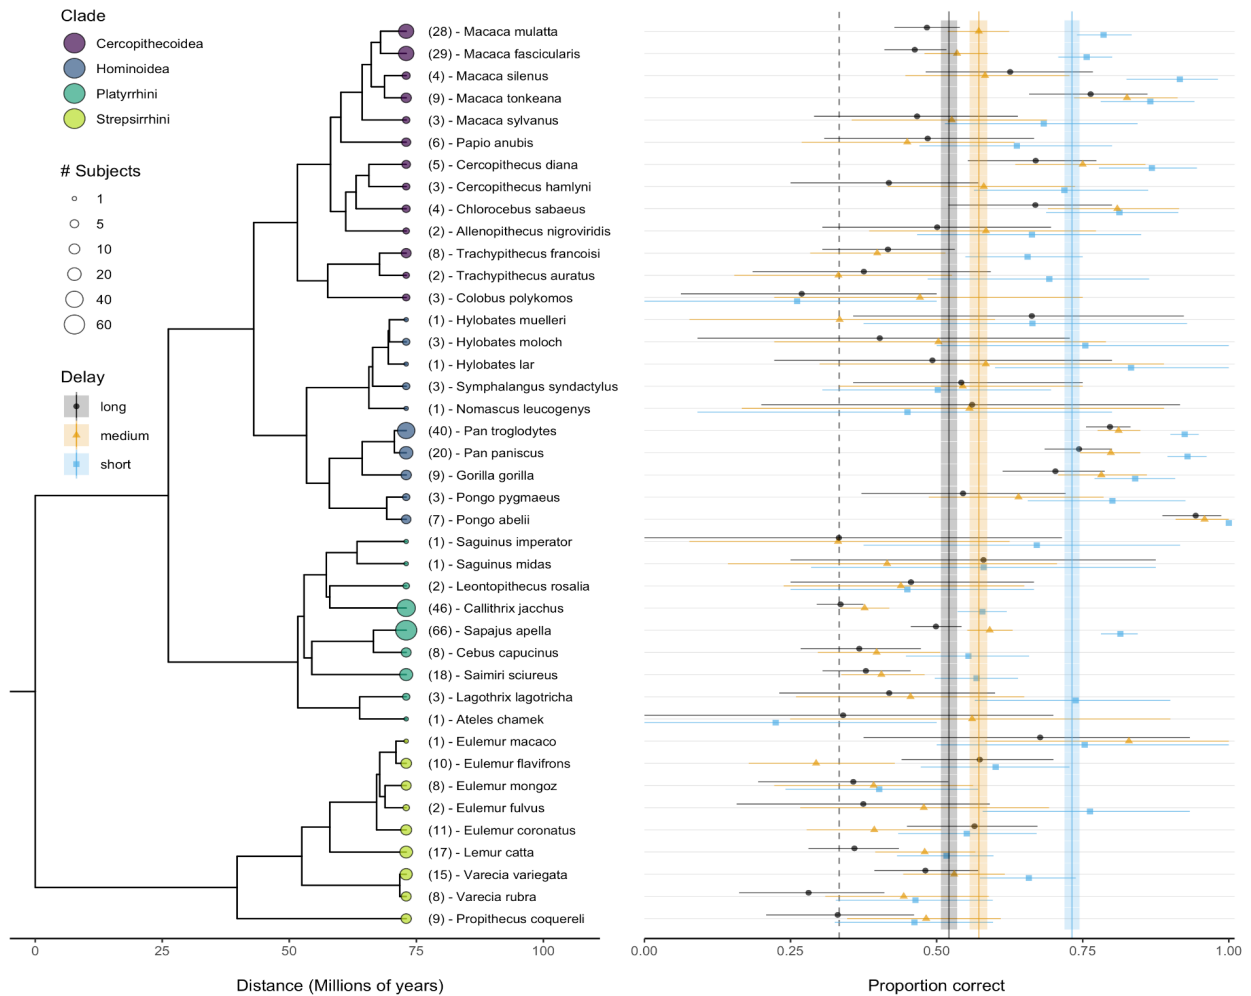 Clade
Cercopithecoidea
Hominoidea
Platyrrhini
Strepsirrhini
# Subjects
1
5
10
20
40
60
Delay
long
medium
short
(28) - Macaca mulatta
(29) - Macaca fascicularis
(4) - Macaca silenus
(9) - Macaca tonkeana
(3) - Macaca sylvanus
(6) - Papio anubis
(5) - Cercopithecus diana
(3) - Cercopithecus hamlyni
(4) - Chlorocebus sabaeus
(2) - Allenopithecus nigroviridis
(8) - Trachypithecus francoisi
(2) - Trachypithecus auratus
(3) - Colobus polykomos
(1) - Hylobates muelleri
(3) - Hylobates moloch
(1) - Hylobates lar
(3) - Symphalangus syndactylus
(1) - Nomascus leucogenys
(40) - Pan troglodytes
(20) - Pan paniscus
(9) - Gorilla gorilla
(3) - Pongo pygmaeus
(7) - Pongo abelii
(1) - Saguinus imperator
(1) - Saguinus midas
(2) - Leontopithecus rosalia
(46) - Callithrix jacchus
(66) - Sapajus apella
(8) - Cebus capucinus
(18) - Saimiri sciureus
(3) - Lagothrix lagotricha
(1) - Ateles chamek
(1) - Eulemur macaco
(10) - Eulemur flavifrons
(8) - Eulemur mongoz
(2) - Eulemur fulvus
(11) - Eulemur coronatus
(17) - Lemur catta
(15) - Varecia variegata
(8) - Varecia rubra
(9) - Propithecus coquereli
0 25 50 75 100
Distance (Millions of years)
0.00 0.25 0.50 0.75 1.00
Proportion correct